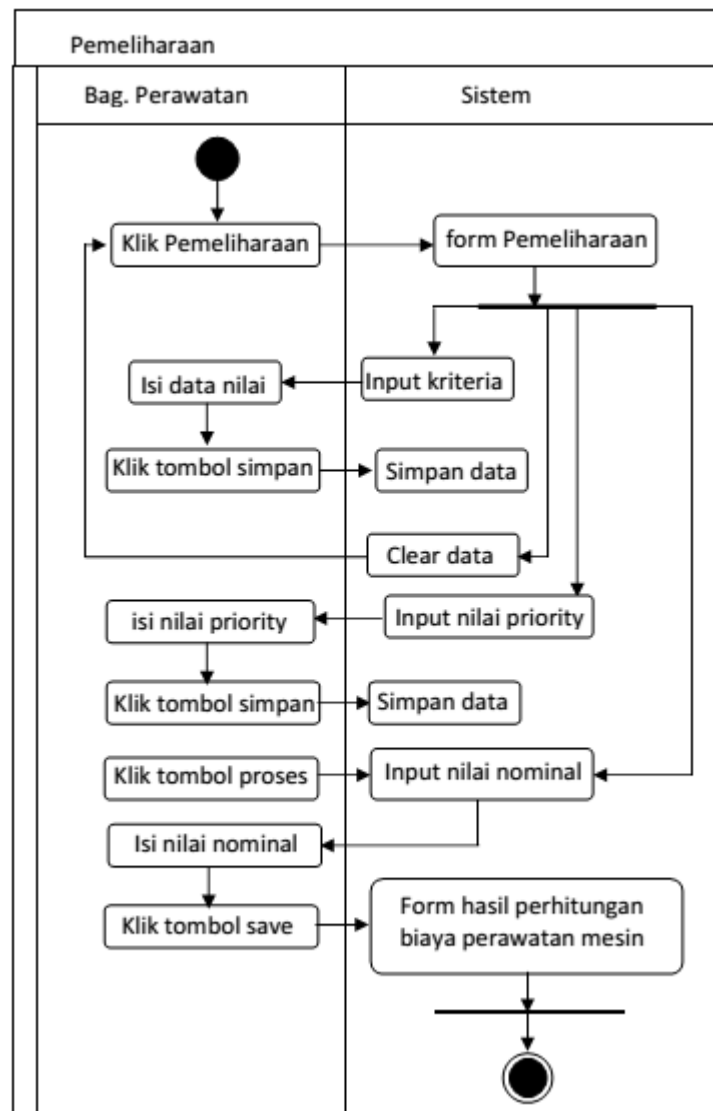 Pemeliharaan
Bag. Perawatan
Sistem
Klik Pemeliharaan
form Pemeliharaan
Input kriteria
Isi data nilai
Klik tombol simpan
Simpan data
Clear data
Input nilai priority
isi nilai priority
Klik tombol simpan
Simpan data
Klik tombol proses
Input nilai nominal
Isi nilai nominal
Klik tombol save
Form hasil perhitungan
biaya perawatan mesin